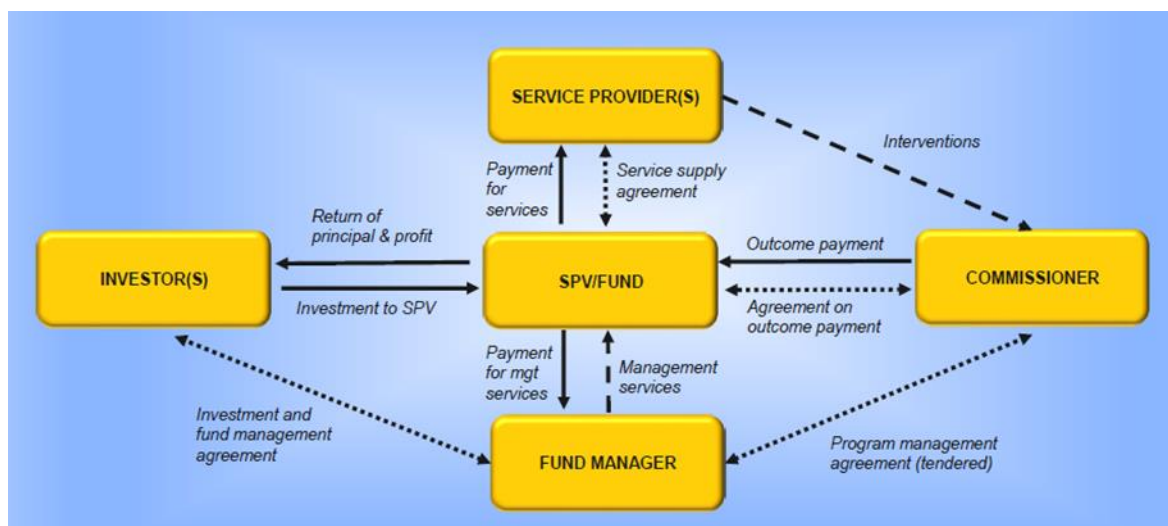 SERVICE PROVIDER(S)
Interventions
Payment
for
services
Service supply
agreement
Return of
principal & profit
Outcome payment
INVESTOR(S)
SPV/FUND
COMMISSIONER
Investment to SPV
Agreement on
outcome payment
Payment
for mgt
services
Management
services
Investment and
fund management
agreement
Program management
agreement (tendered)
FUND MANAGER